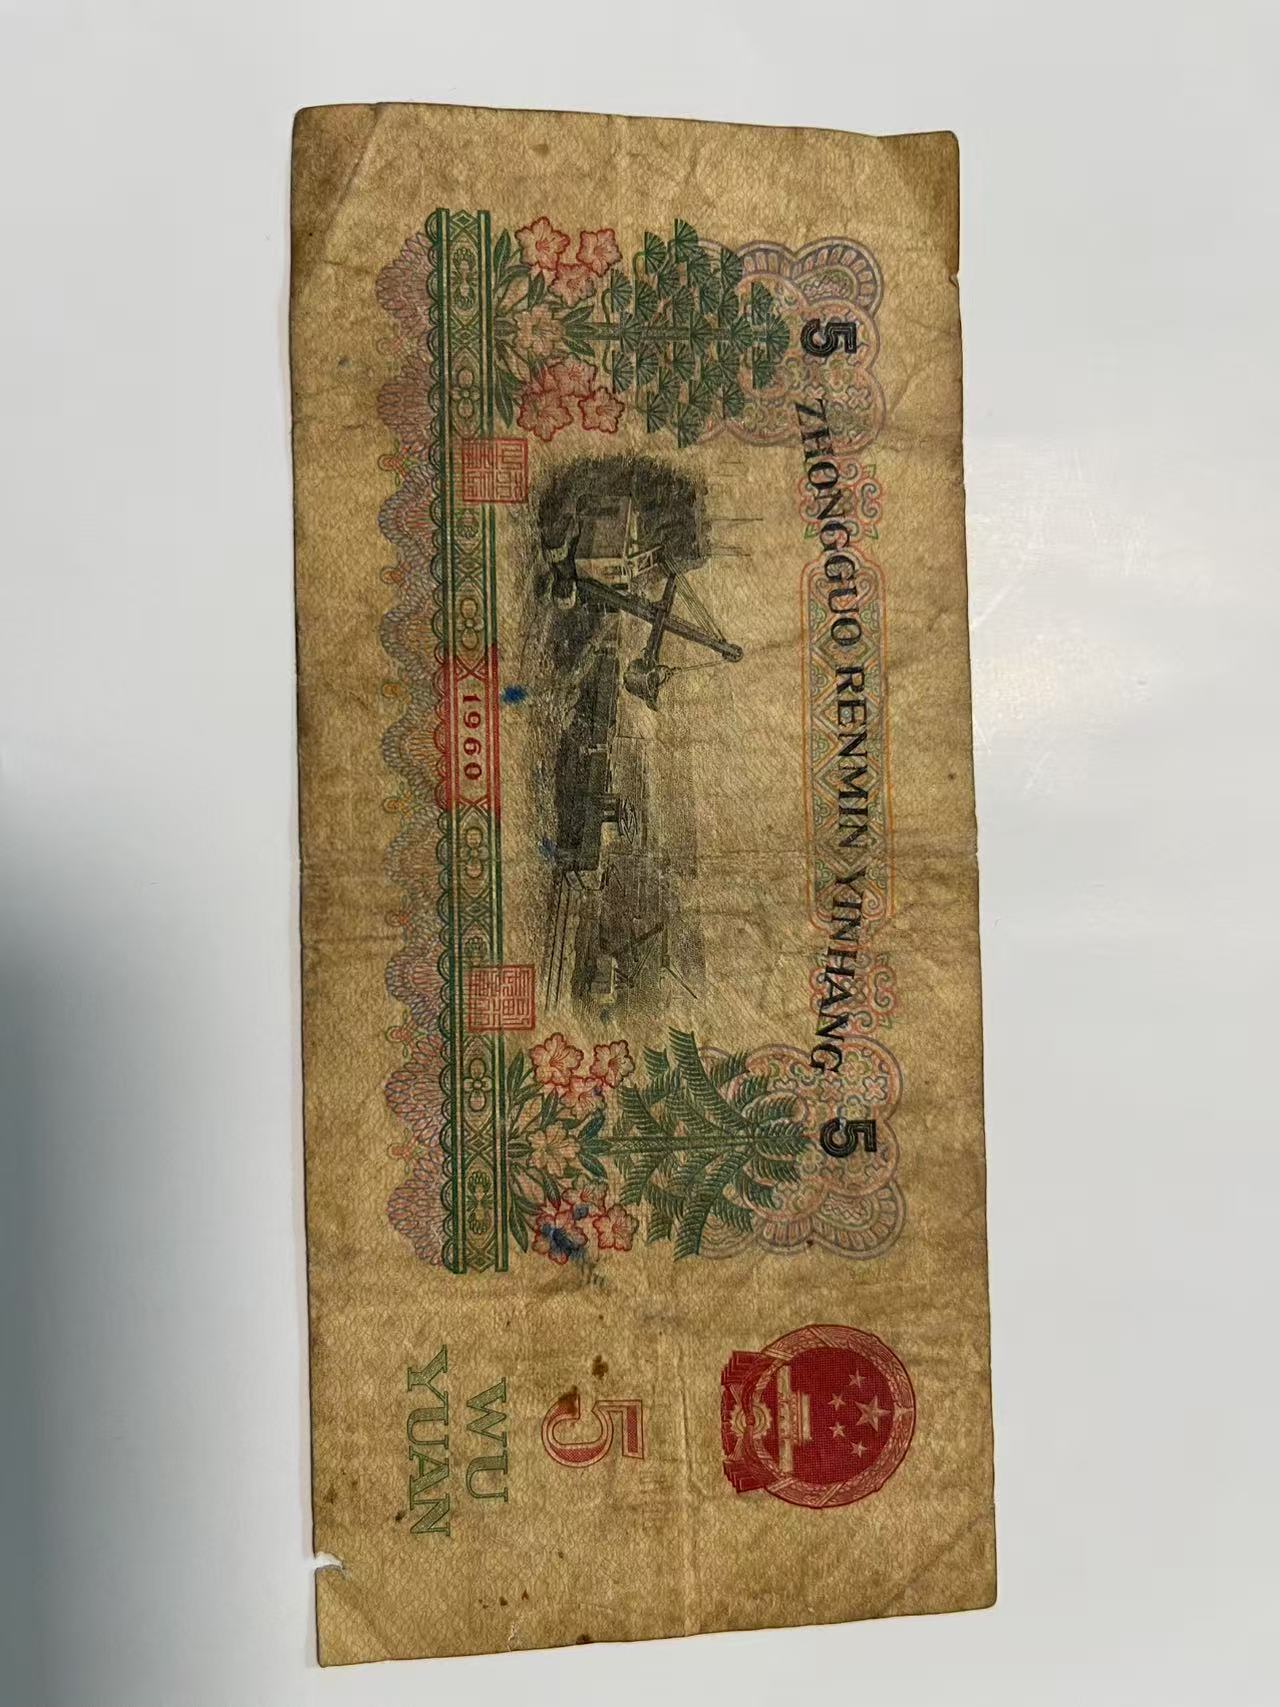 5 ZHONGGUO RENMIN YINHANG 5
5
WU
YUAN
1960